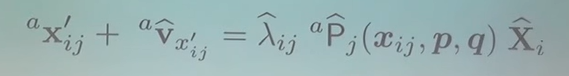 ᵃx′ᵢⱼ + ᵃv̂ₓ′ᵢⱼ = λ̂ᵢⱼ ᵃP̂ⱼ(xᵢⱼ, p, q) X̂ᵢ